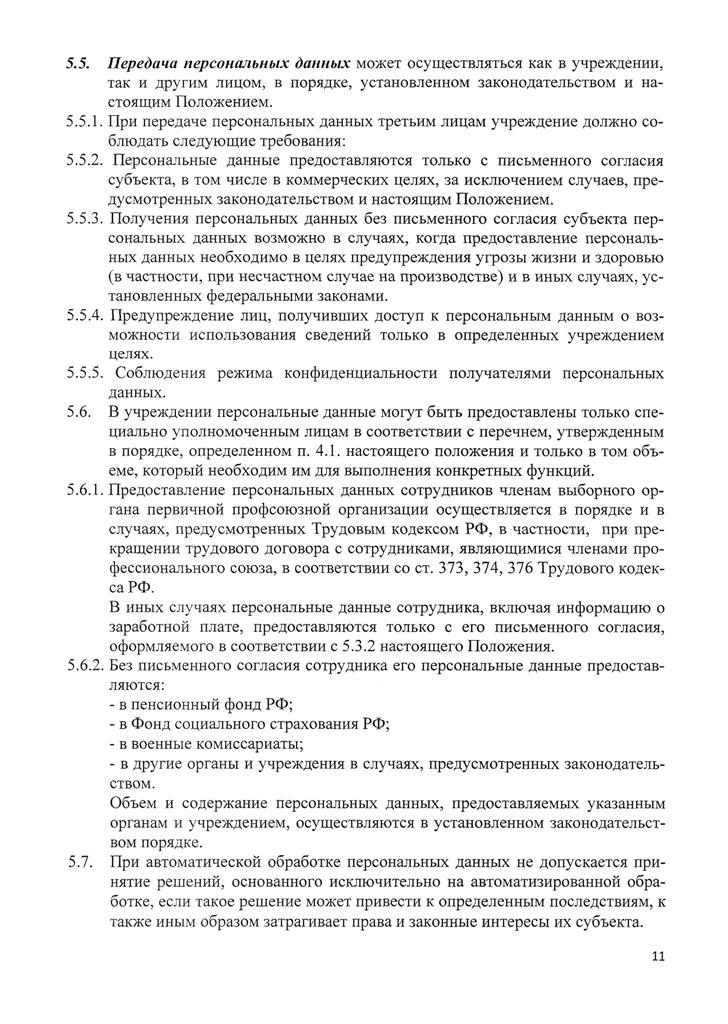 5.5. Передача персональных данных может осуществляться как в учреждении,
так и другим лицом, в порядке, установленном законодательством и на-
стоящим Положением.
5.5.1. При передаче персональных данных третьим лицам учреждение должно со-
блюдать следующие требования:
5.5.2. Персональные данные предоставляются только с письменного согласия
субъекта, в том числе в коммерческих целях, за исключением случаев, пре-
дусмотренных законодательством и настоящим Положением.
5.5.3. Получения персональных данных без письменного согласия субъекта пер-
сональных данных возможно в случаях, когда предоставление персональ-
ных данных необходимо в целях предупреждения угрозы жизни и здоровью
(в частности, при несчастном случае на производстве) и в иных случаях, ус-
тановленных федеральными законами.
5.5.4. Предупреждение лиц, получивших доступ к персональным данным о воз-
можности использования сведений только в определенных учреждением
целях.
5.5.5. Соблюдения режима конфиденциальности получателями персональных
данных.
5.6. В учреждении персональные данные могут быть предоставлены только спе-
циально уполномоченным лицам в соответствии с перечнем, утвержденным
в порядке, определенном п. 4.1. настоящего положения и только в том объ-
еме, который необходим им для выполнения конкретных функций.
5.6.1. Предоставление персональных данных сотрудников членам выборного ор-
гана первичной профсоюзной организации осуществляется в порядке и в
случаях, предусмотренных Трудовым кодексом РФ, в частности, при пре-
кращении трудового договора с сотрудниками, являющимися членами про-
фессионального союза, в соответствии со ст. 373, 374, 376 Трудового кодек-
са РФ.
В иных случаях персональные данные сотрудника, включая информацию о
заработной плате, предоставляются только с его письменного согласия,
оформляемого в соответствии с 5.3.2 настоящего Положения.
5.6.2. Без письменного согласия сотрудника его персональные данные предостав-
ляются:
- в пенсионный фонд РФ;
- в Фонд социального страхования РФ;
- в военные комиссариаты;
- в другие органы и учреждения в случаях, предусмотренных законодатель-
ством.
Объем и содержание персональных данных, предоставляемых указанным
органам и учреждением, осуществляются в установленном законодательст-
вом порядке.
5.7. При автоматической обработке персональных данных не допускается при-
нятие решений, основанного исключительно на автоматизированной обра-
ботке, если такое решение может привести к определенным последствиям, к
также иным образом затрагивает права и законные интересы их субъекта.
11